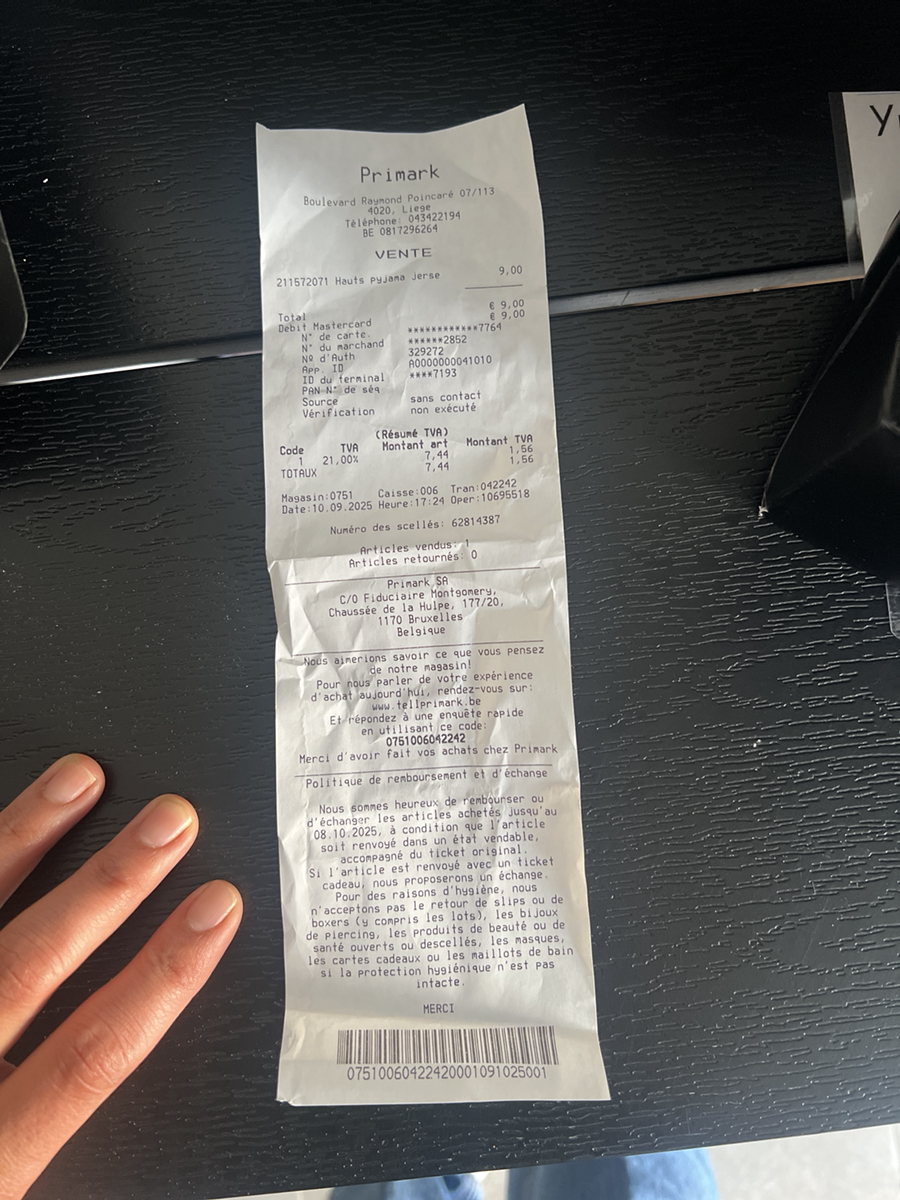 Primark
Boulevard Raymond Poincaré 07/113
4020, Liege
Téléphone: 043422194
BE 0817296264
VENTE
211572071 Hauts pyjama Jerse 9,00
Total € 9,00
Debit Mastercard € 9,00
N° de carte. ************7764
N° du marchand ******2852
Nº d'Auth 329272
App. ID A0000000041010
ID du terminal ****7193
PAN N° de séq
Source sans contact
Vérification non exécuté
(Résumé TVA)
Code TVA Montant art Montant TVA
1 21,00% 7,44 1,56
TOTAUX 7,44 1,56
Magasin:0751 Caisse:006 Tran:042242
Date:10.09.2025 Heure:17:24 Oper:10695518
Numéro des scellés: 62814387
Articles vendus: 1
Articles retournés: 0
Primark SA
C/O Fiduciaire Montgomery,
Chaussée de la Hulpe, 177/20,
1170 Bruxelles
Belgique
Nous aimerions savoir ce que vous pensez
de notre magasin!
Pour nous parler de votre expérience
d'achat aujourd'hui, rendez-vous sur:
www.tellprimark.be
Et répondez à une enquête rapide
en utilisant ce code:
0751006042242
Merci d'avoir fait vos achats chez Primark
Politique de remboursement et d'échange
Nous sommes heureux de rembourser ou
d'échanger les articles achetés jusqu'au
08.10.2025, à condition que l'article
soit renvoyé dans un état vendable,
accompagné du ticket original.
Si l'article est renvoyé avec un ticket
cadeau, nous proposerons un échange.
Pour des raisons d'hygiène, nous
n'acceptons pas le retour de slips ou de
boxers (y compris les lots), les bijoux
de piercing, les produits de beauté ou de
santé ouverts ou descellés, les masques,
les cartes cadeaux ou les maillots de bain
si la protection hygiénique n'est pas
intacte.
MERCI
07510060422420001091025001